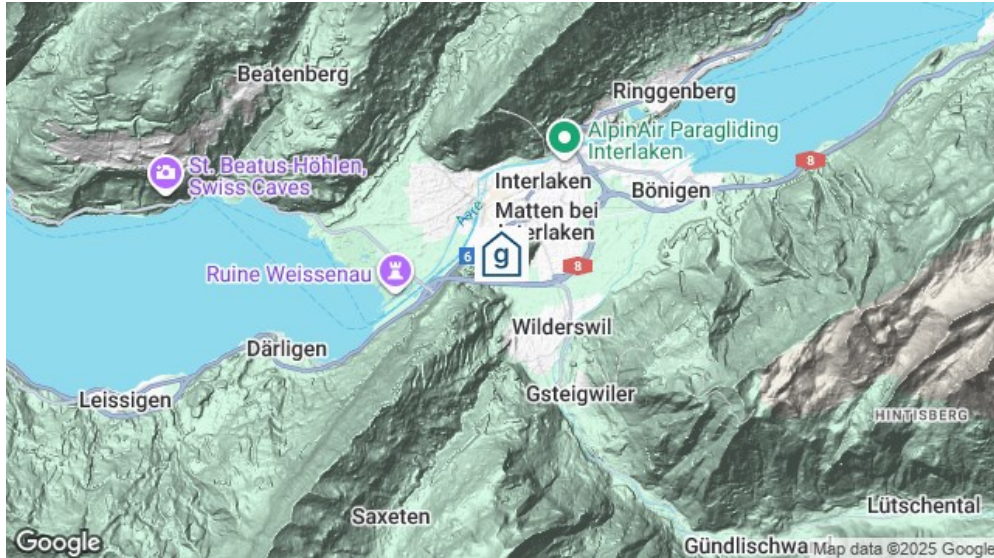 Beatenberg
Ringgenberg
AlpinAir Paragliding
Interlaken
St. Beatus-Höhlen,
Swiss Caves
8
Interlaken
Bönigen
Aare
Matten bei
Interlaken
6
g
8
Ruine Weissenau
Wilderswil
Därligen
Leissigen
Gsteigwiler
HINTISBERG
Lütschental
Saxeten
Google
Gündlischwa
Map data ©2025 Google